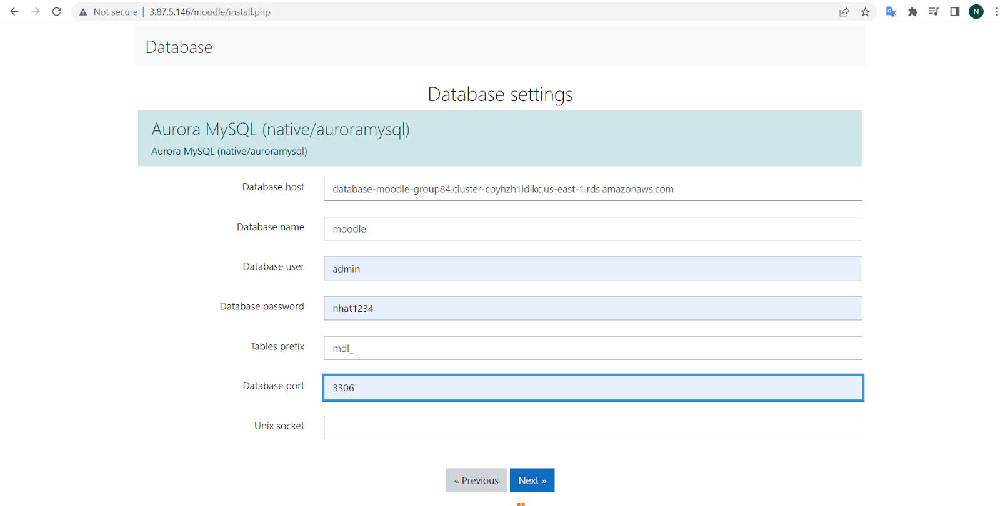 Not secure | 3.87.5.146/moodle/install.php
N
Database
Database settings
Aurora MySQL (native/auroramysql)
Aurora MySQL (native/auroramysql)
Database host database-moodle-group84.cluster-coyhzh1ldlkc.us-east-1.rds.amazonaws.com
Database name moodle
Database user admin
Database password nhat1234
Tables prefix mdl_
Database port 3306
Unix socket
« Previous Next »